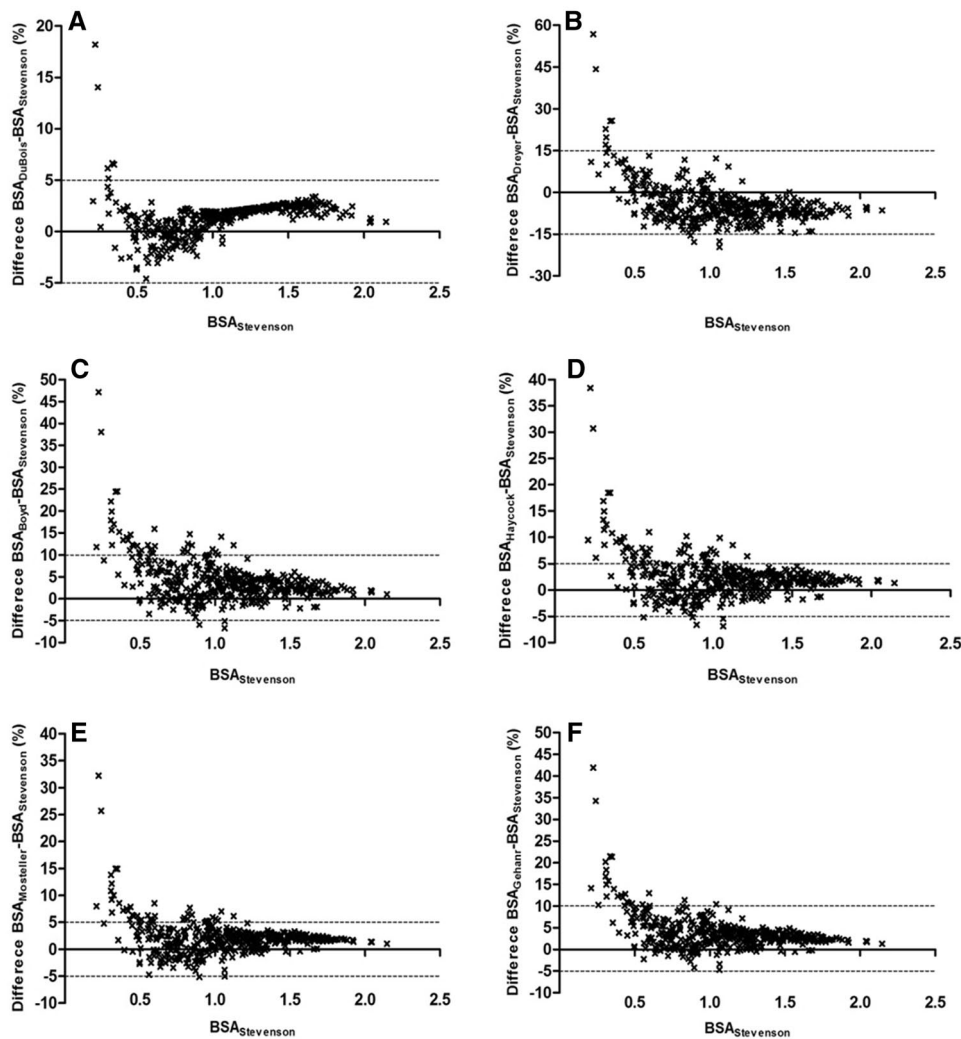 A
Differece BSADuBois-BSAStevenson (%)
20
15
10
5
0
-5
0.5 1.0 1.5 2.0 2.5
BSAStevenson
B
Differece BSADreyer-BSAStevenson (%)
60
45
30
15
0
-15
-30
0.5 1.0 1.5 2.0 2.5
BSAStevenson
C
Differece BSABoyd-BSAStevenson (%)
50
45
40
35
30
25
20
15
10
5
0
-5
-10
0.5 1.0 1.5 2.0 2.5
BSAStevenson
D
Differece BSAHaycock-BSAStevenson (%)
40
35
30
25
20
15
10
5
0
-5
-10
0.5 1.0 1.5 2.0 2.5
BSAStevenson
E
Differece BSAMosteller-BSAStevenson (%)
40
35
30
25
20
15
10
5
0
-5
-10
0.5 1.0 1.5 2.0 2.5
BSAStevenson
F
Differece BSAGehanr-BSAStevenson (%)
50
45
40
35
30
25
20
15
10
5
0
-5
-10
0.5 1.0 1.5 2.0 2.5
BSAStevenson